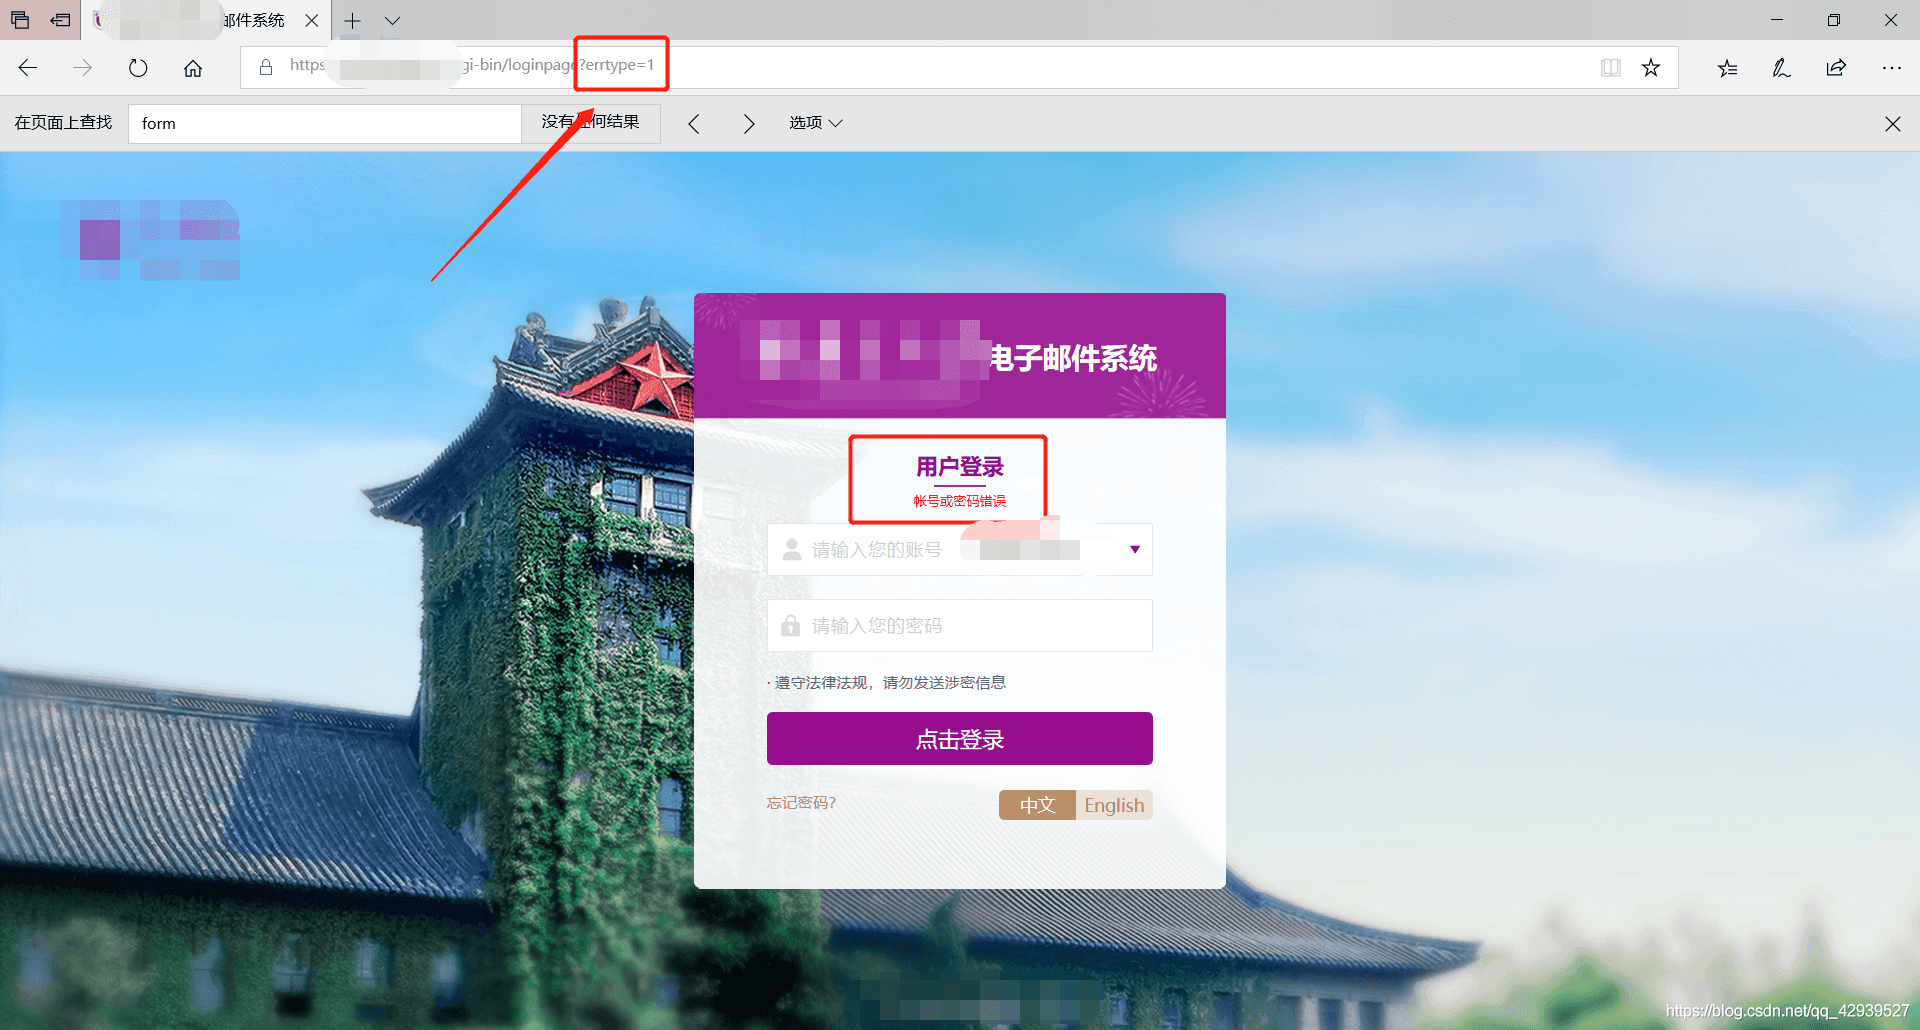 邮件系统
https
gi-bin/loginpage?errtype=1
在页面上查找
form
没有任何结果
选项
电子邮件系统
用户登录
帐号或密码错误
请输入您的账号
请输入您的密码
· 遵守法律法规，请勿发送涉密信息
点击登录
忘记密码?
中文
English
https://blog.csdn.net/qq_42939527